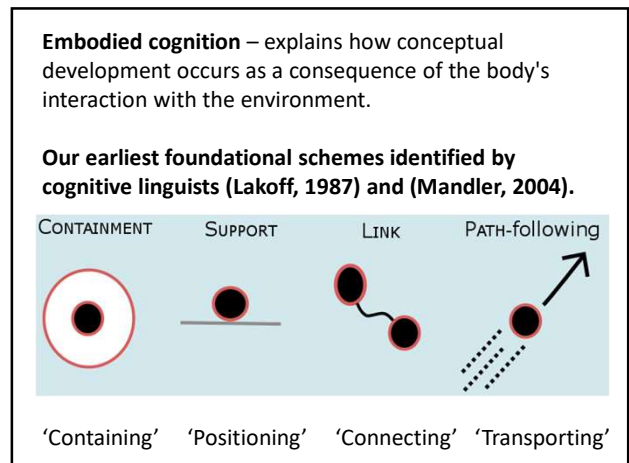 Embodied cognition – explains how conceptual
development occurs as a consequence of the body's
interaction with the environment.
Our earliest foundational schemes identified by
cognitive linguists (Lakoff, 1987) and (Mandler, 2004).
CONTAINMENT SUPPORT LINK PATH-following
‘Containing’ ‘Positioning’ ‘Connecting’ ‘Transporting’